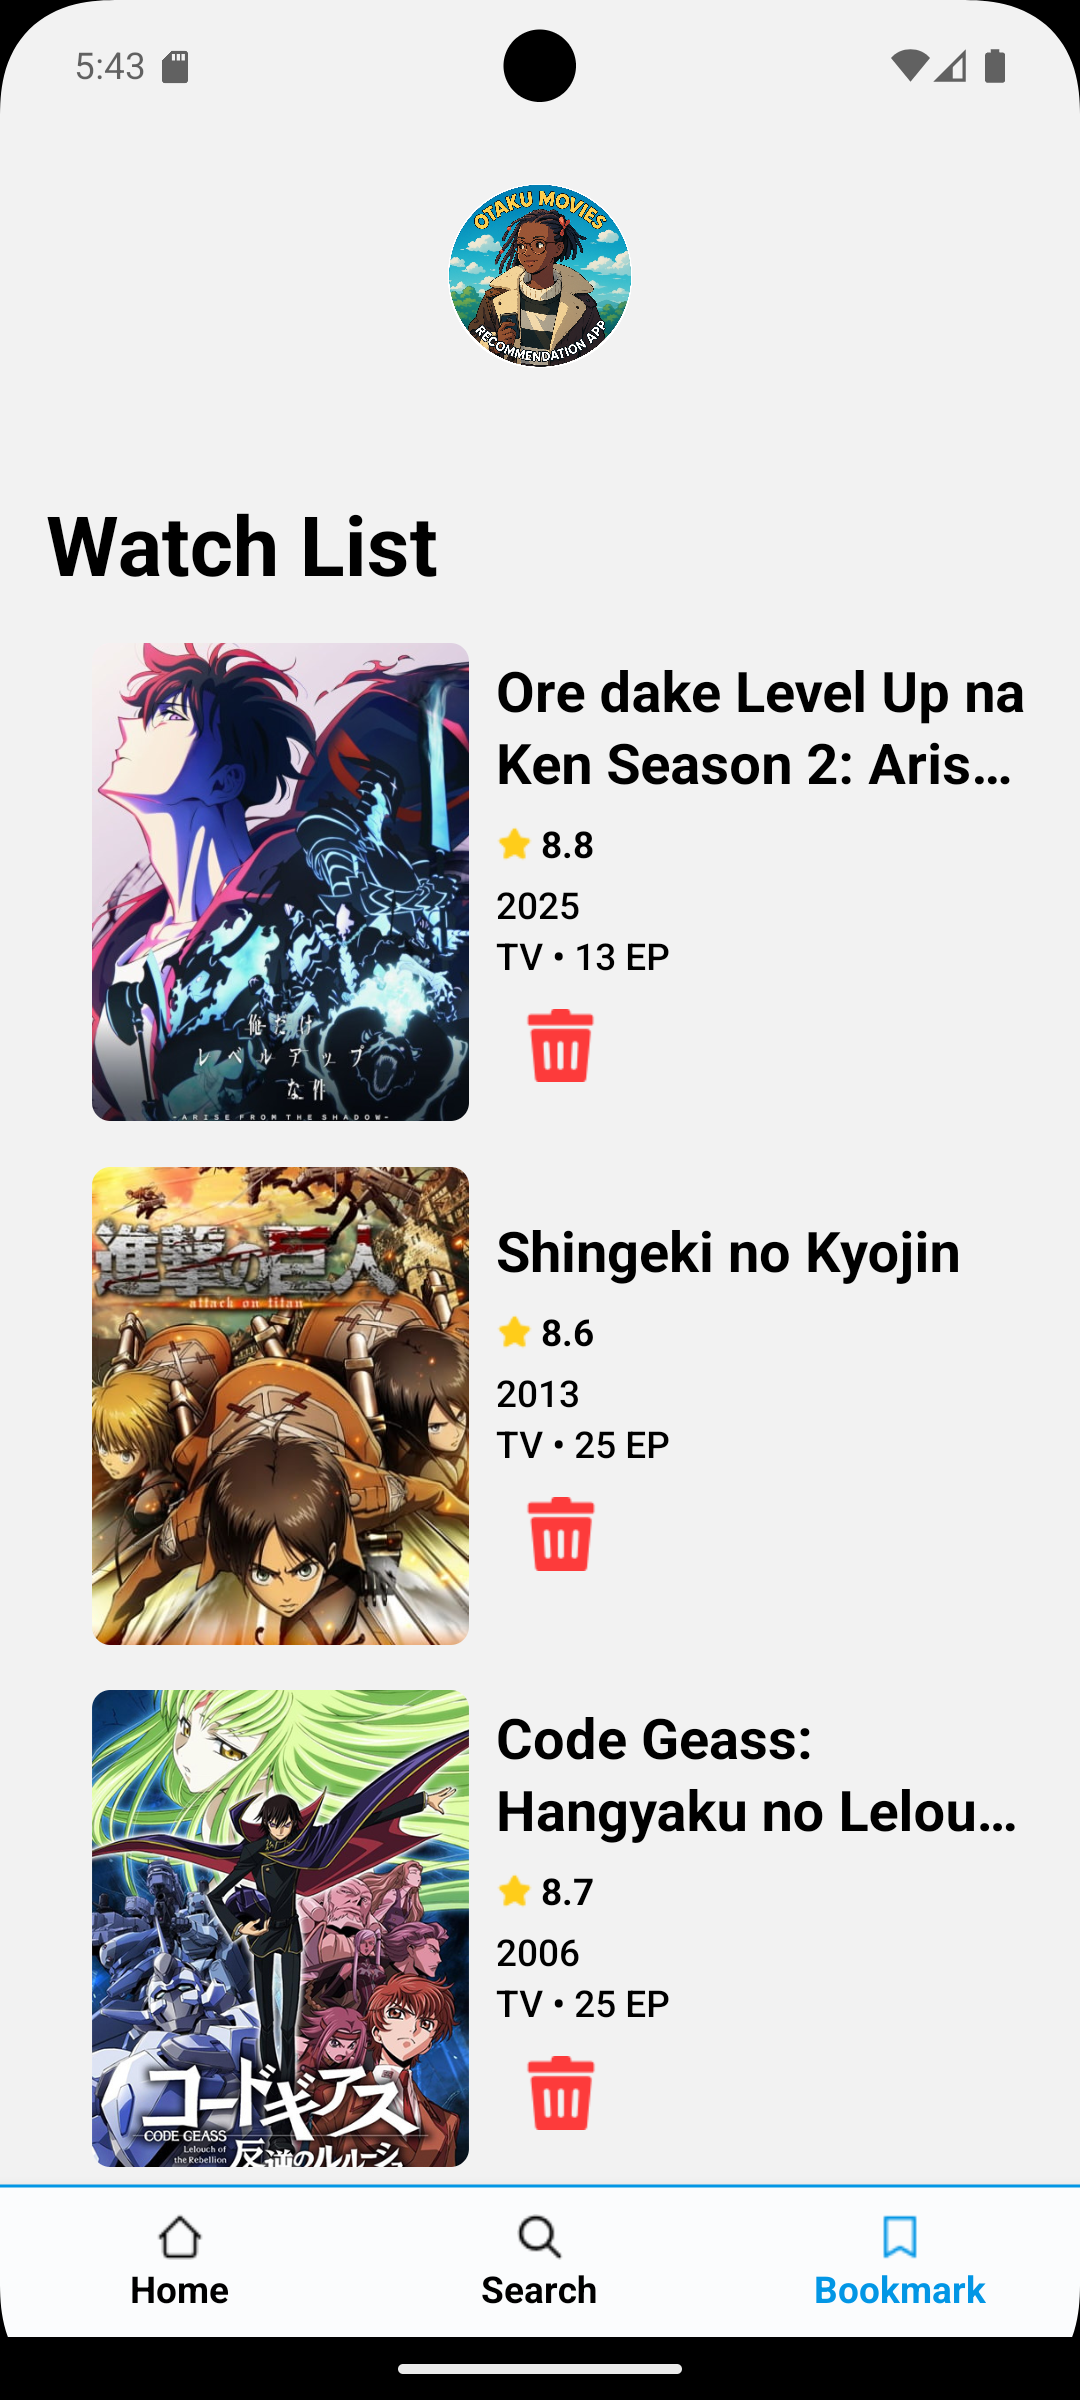 5:43
OTAKU MOVIES
RECOMMENDATION APP
Watch List
俺だけ
レベルアップ
な件
-ARISE FROM THE SHADOW-
Ore dake Level Up na
Ken Season 2: Aris...
8.8
2025
TV • 13 EP
進撃の巨人
attack on titan
Shingeki no Kyojin
8.6
2013
TV • 25 EP
コードギアス
CODE GEASS
Lelouch of
the Rebellion
反逆のルルーシュ
Code Geass:
Hangyaku no Lelou...
8.7
2006
TV • 25 EP
Home
Search
Bookmark